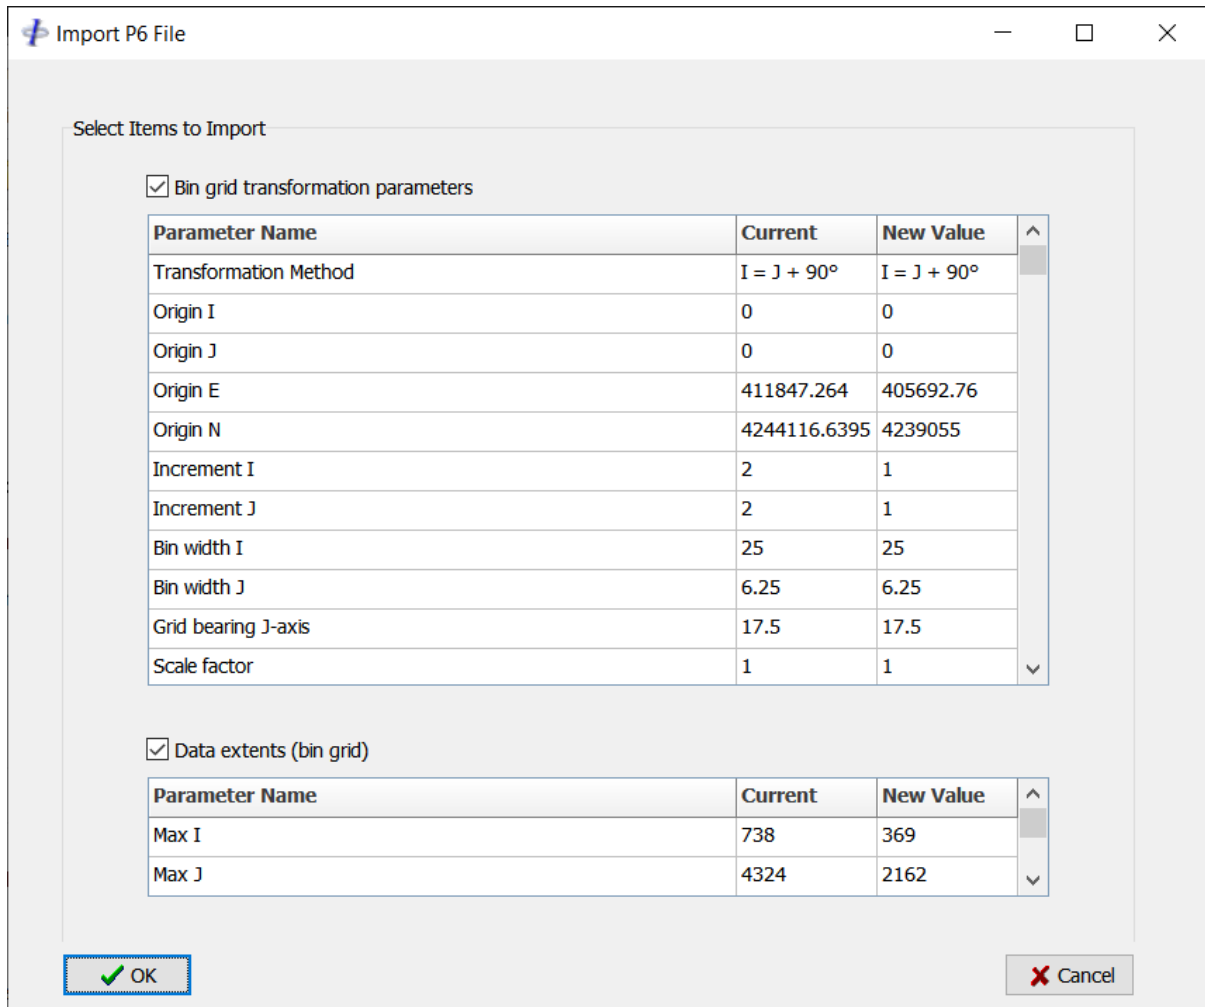 Import P6 File
Select Items to Import
Bin grid transformation parameters
Parameter Name Current New Value
Transformation Method I = J + 90° I = J + 90°
Origin I 0 0
Origin J 0 0
Origin E 411847.264 405692.76
Origin N 4244116.6395 4239055
Increment I 2 1
Increment J 2 1
Bin width I 25 25
Bin width J 6.25 6.25
Grid bearing J-axis 17.5 17.5
Scale factor 1 1
Data extents (bin grid)
Parameter Name Current New Value
Max I 738 369
Max J 4324 2162
OK Cancel